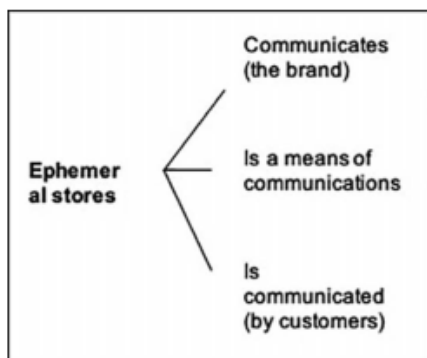 Communicates
(the brand)
Ephemer
al stores
Is a means of
communications
Is
communicated
(by customers)